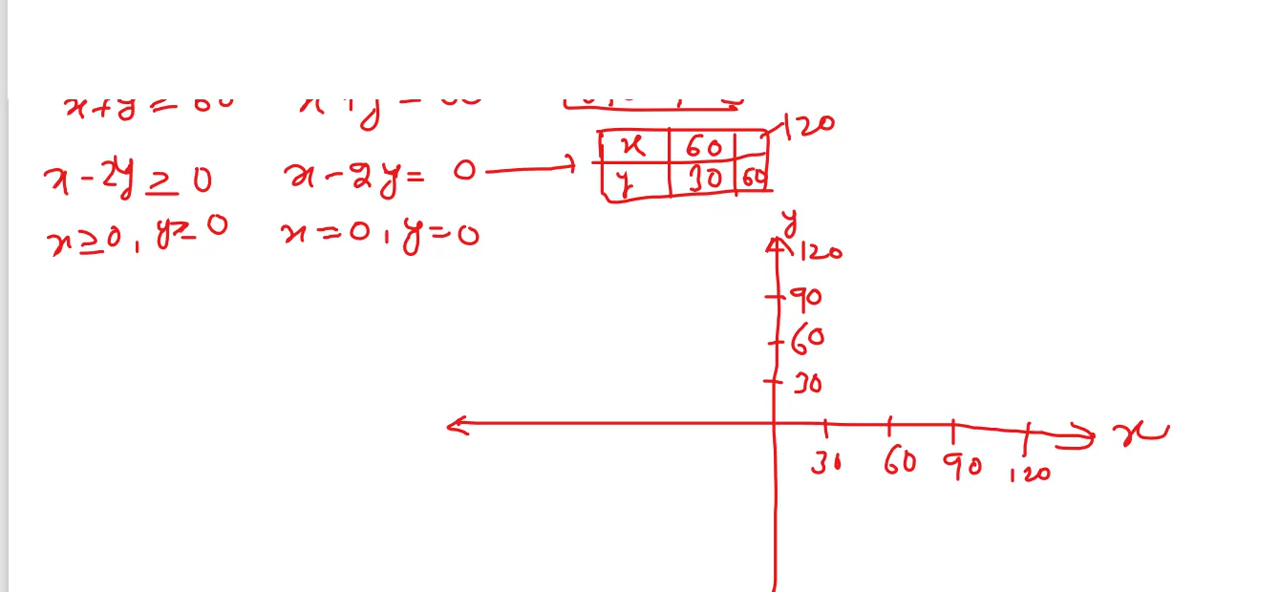 x - 2y ≥ 0 x - 2y = 0 → x 60 120
y 30 60
x ≥ 0, y ≥ 0 x = 0, y = 0
y
120
90
60
30
x
30 60 90 120